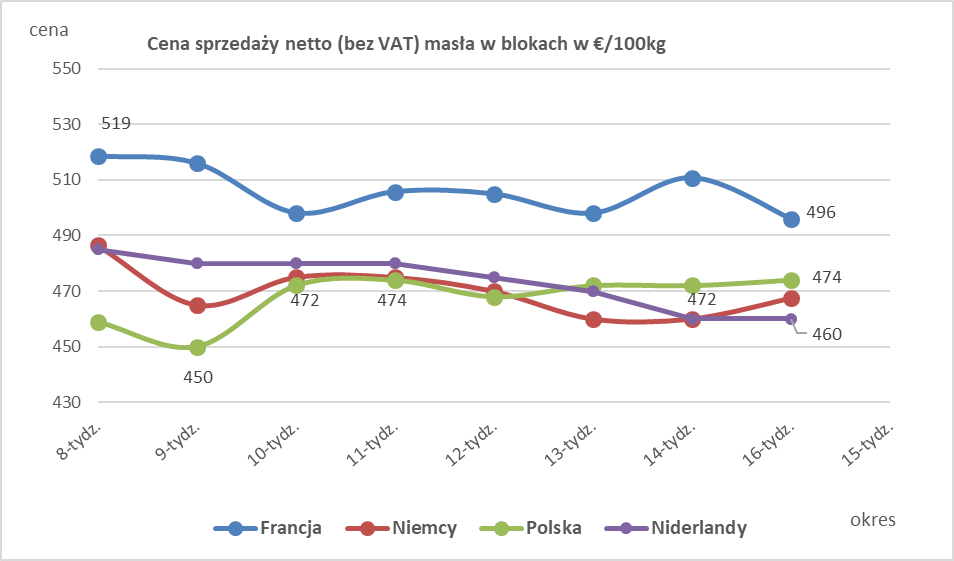 cena
Cena sprzedaży netto (bez VAT) masła w blokach w €/100kg
550
530
519
510
496
490
474
470
472
474
472
460
450
450
430
8-tydz.
9-tydz.
10-tydz.
11-tydz.
12-tydz.
13-tydz.
14-tydz.
16-tydz.
15-tydz.
okres
Francja
Niemcy
Polska
Niderlandy